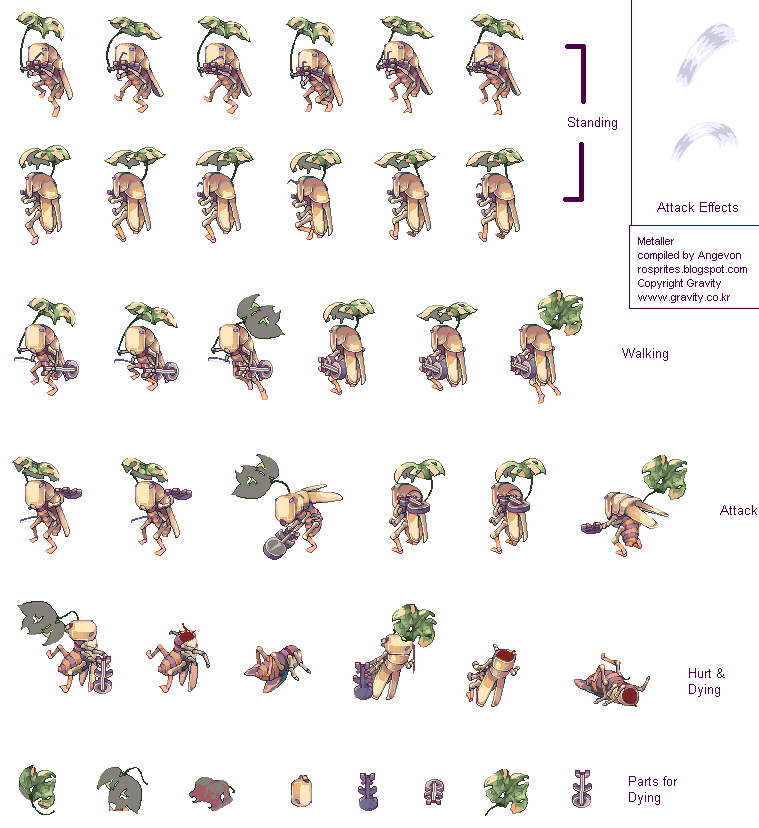 Standing
Attack Effects
Metaller
compiled by Angevon
rosprites.blogspot.com
Copyright Gravity
www.gravity.co.kr
Walking
Attack
Hurt &
Dying
Parts for
Dying